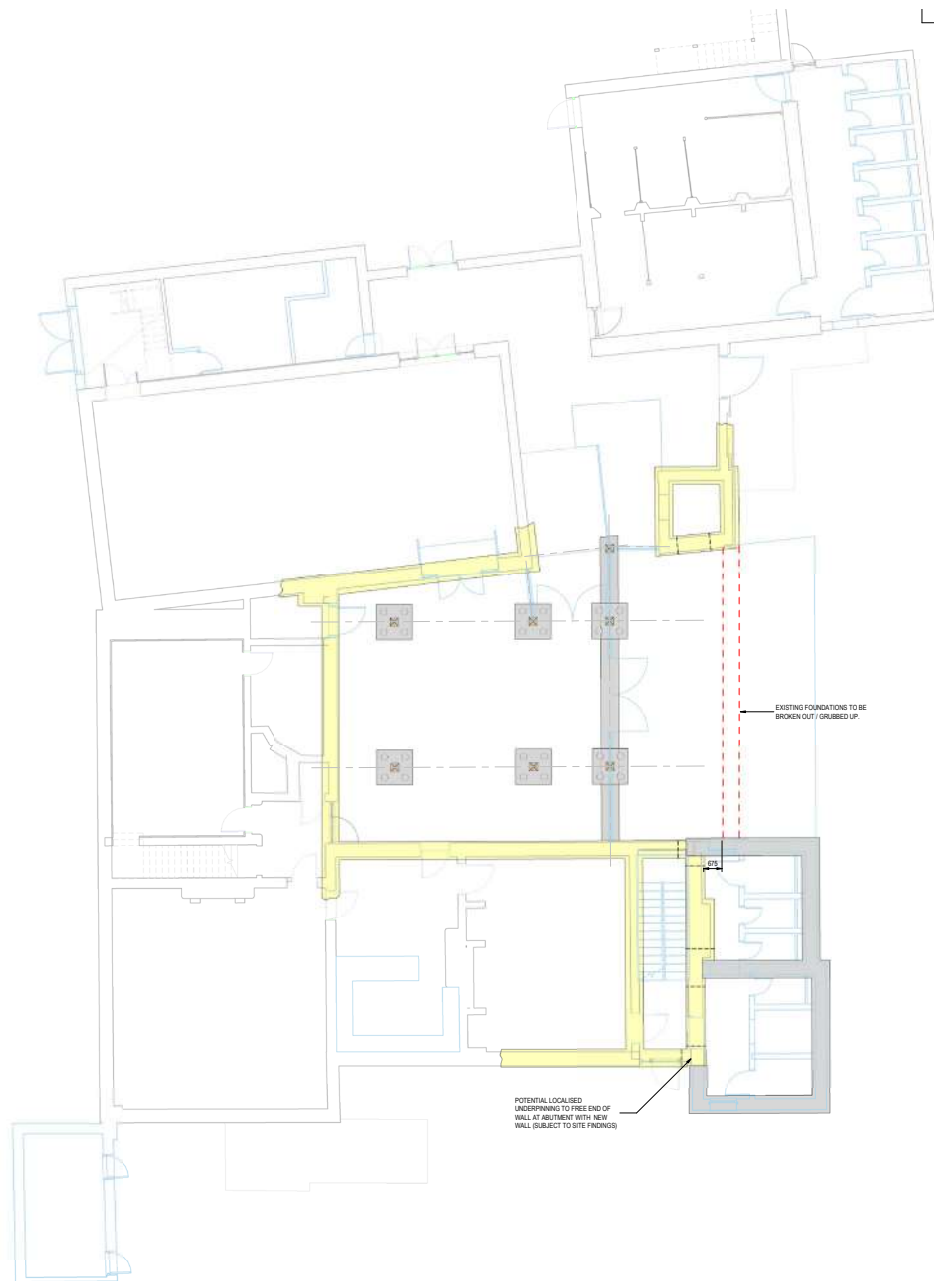 EXISTING FOUNDATIONS TO BE
BROKEN OUT / GRUBBED UP.
675
POTENTIAL LOCALISED
UNDERPINNING TO FREE END OF
WALL AT ABUTMENT WITH NEW
WALL (SUBJECT TO SITE FINDINGS)